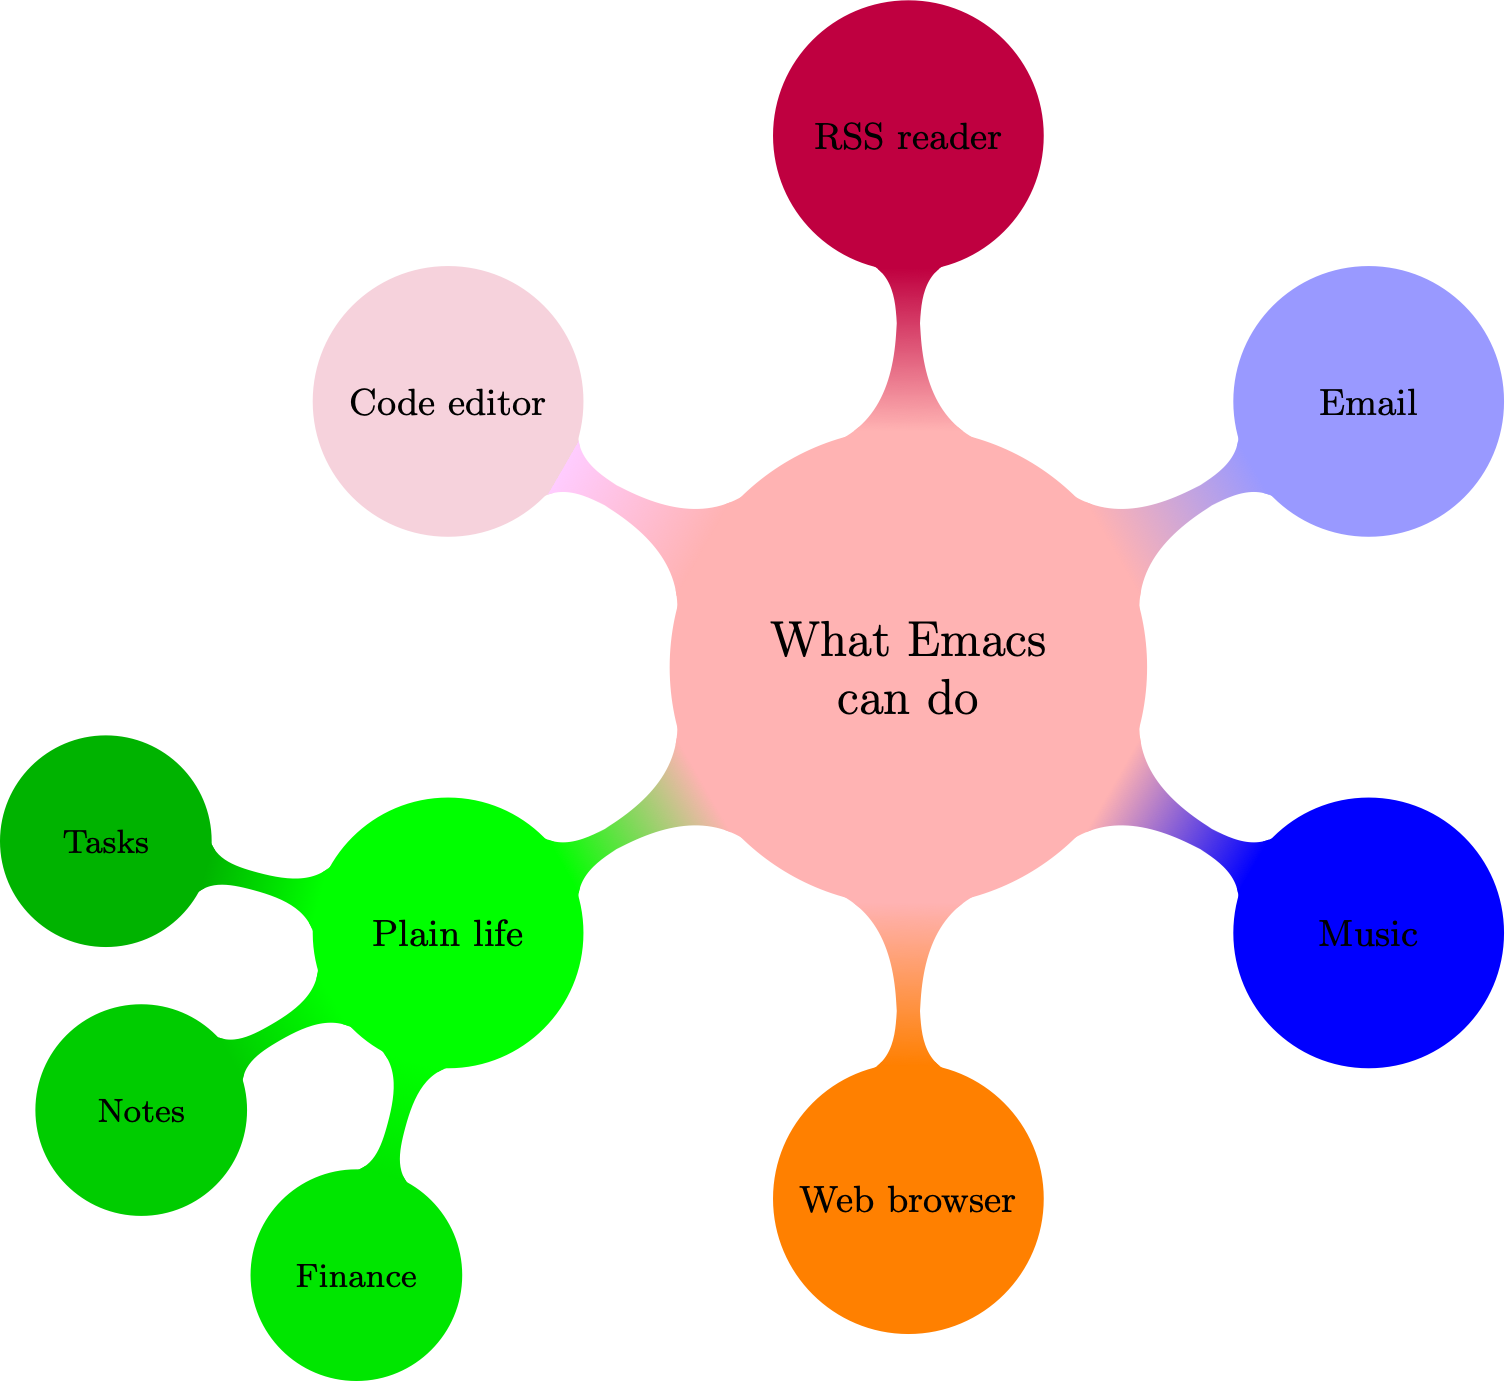 RSS reader
Code editor
Email
What Emacs
can do
Tasks
Plain life
Music
Notes
Web browser
Finance